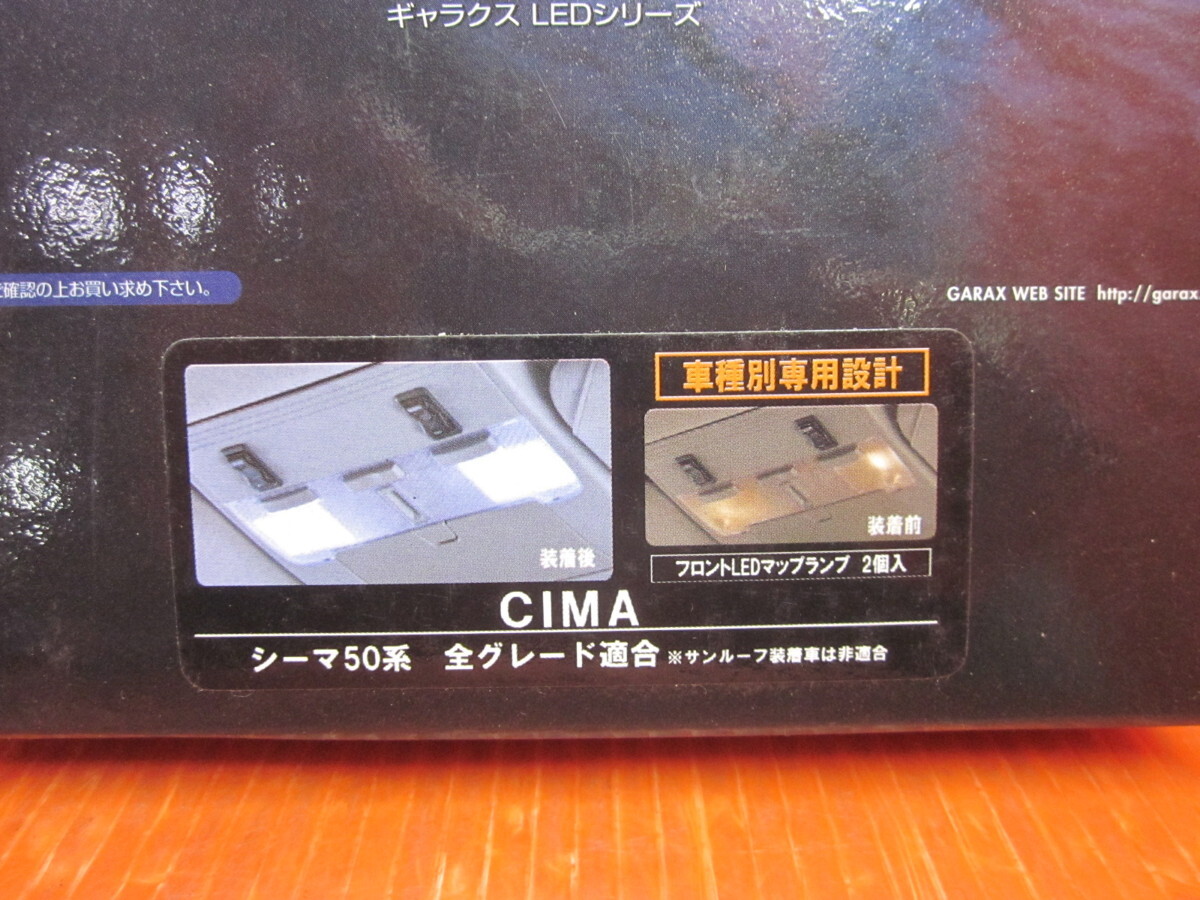 ギャラクス LEDシリーズ
確認の上お買い求め下さい。
GARAX WEB SITE http://garax
車種別専用設計
装着後
装着前
フロントLEDマップランプ 2個入
CIMA
シーマ50系 全グレード適合 ※サンルーフ装着車は非適合